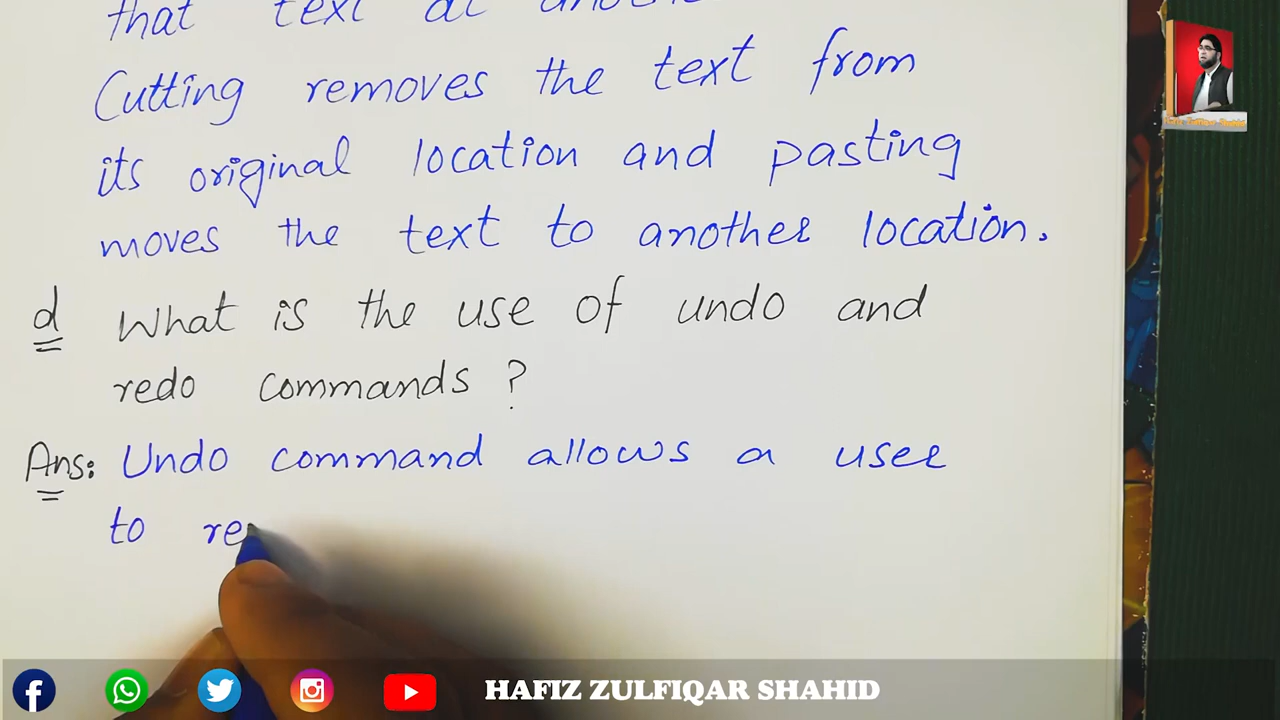 that text at
Cutting removes the text from
its original location and pasting
moves the text to another location.
d What is the use of undo and
redo commands ?
Ans: Undo command allows a user
to re
HAFIZ ZULFIQAR SHAHID